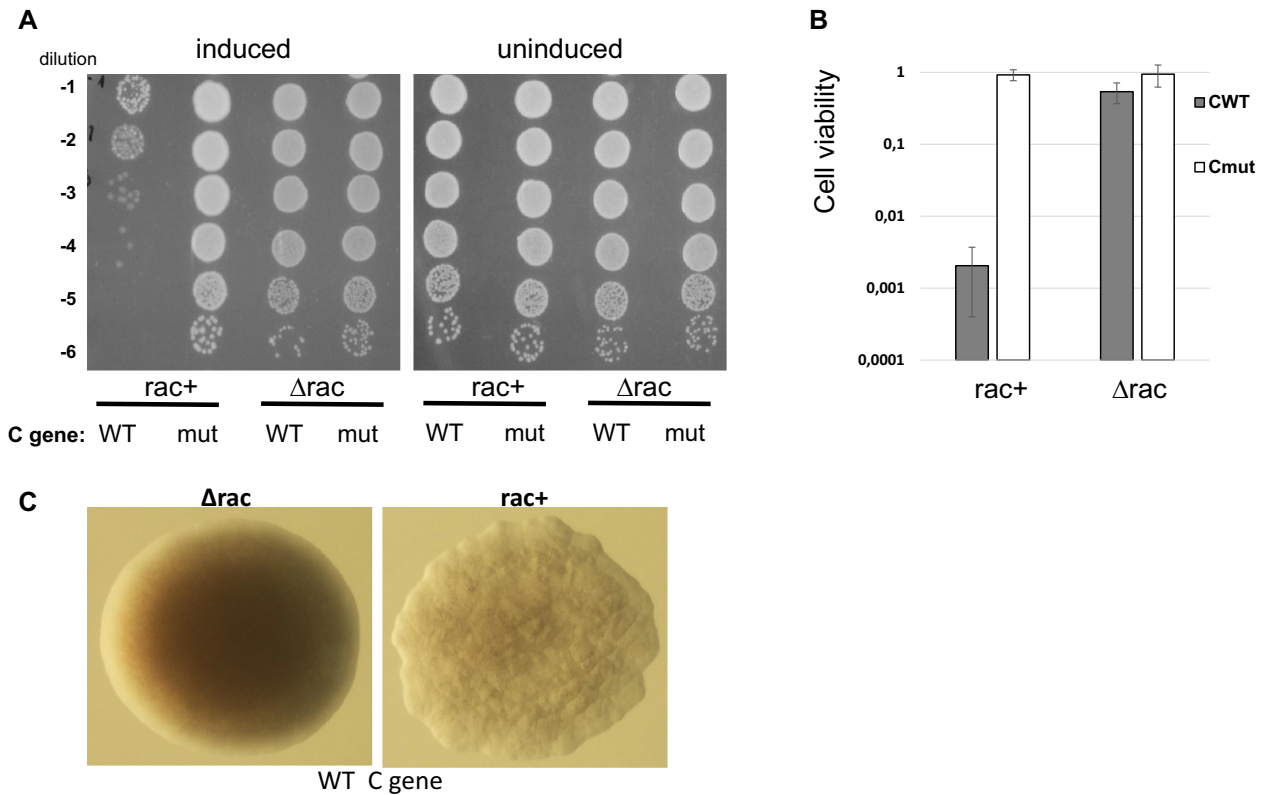 A
induced
uninduced
dilution
-1
-2
-3
-4
-5
-6
rac+
Δrac
rac+
Δrac
C gene: WT mut WT mut WT mut WT mut
B
Cell viability
1
0,1
0,01
0,001
0,0001
rac+
Δrac
CWT
Cmut
C
Δrac
rac+
WT C gene